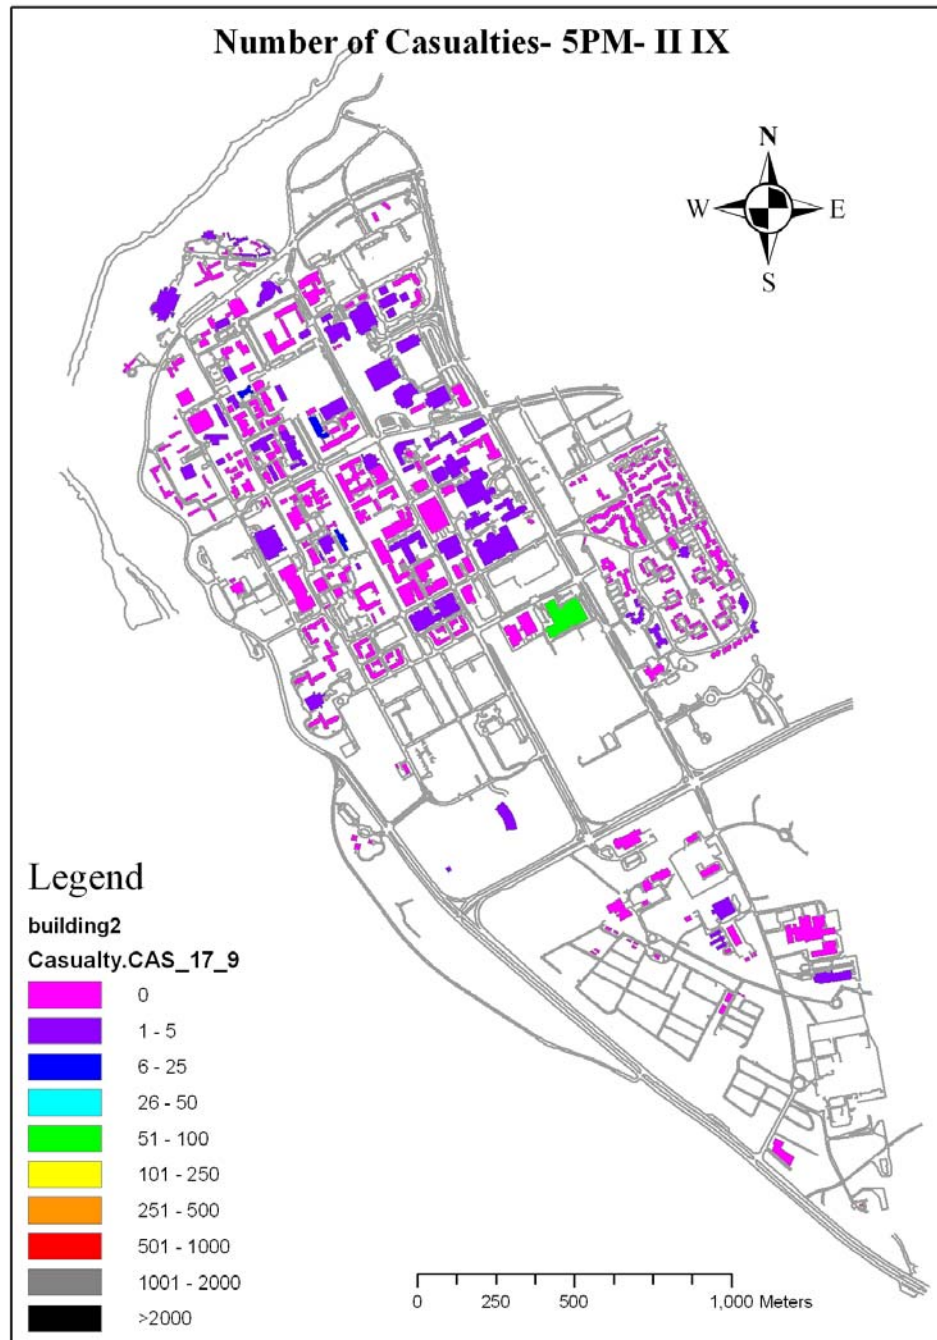 Number of Casualties- 5PM- II IX
N
W E
S
Legend
building2
Casualty.CAS_17_9
0
1 - 5
6 - 25
26 - 50
51 - 100
101 - 250
251 - 500
501 - 1000
1001 - 2000
>2000
0 250 500 1,000 Meters